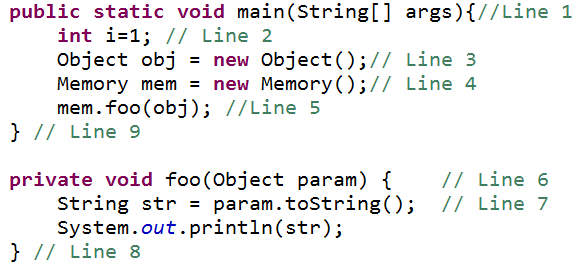 public static void main(String[] args){//Line 1
int i=1; // Line 2
Object obj = new Object();// Line 3
Memory mem = new Memory();// Line 4
mem.foo(obj); //Line 5
} // Line 9
private void foo(Object param) { // Line 6
String str = param.toString(); // Line 7
System.out.println(str);
} // Line 8